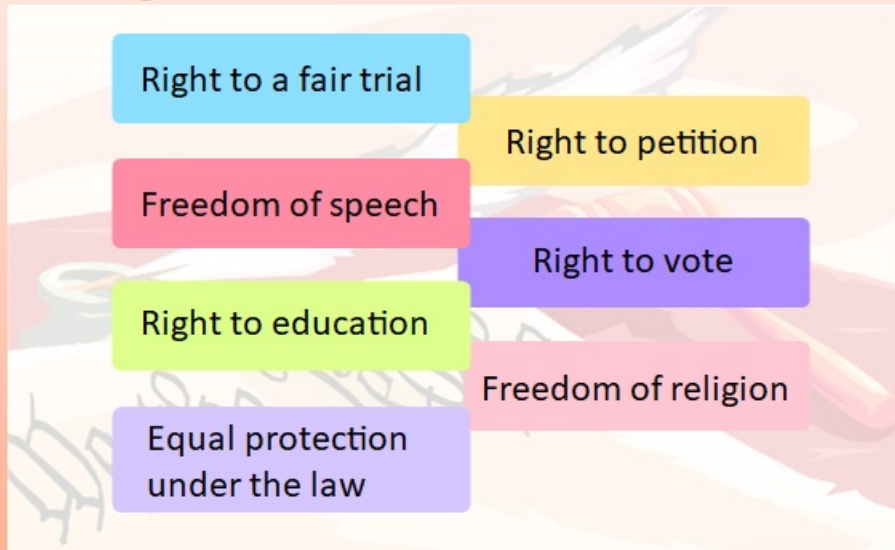 Right to a fair trial
Right to petition
Freedom of speech
Right to vote
Right to education
Freedom of religion
Equal protection
under the law